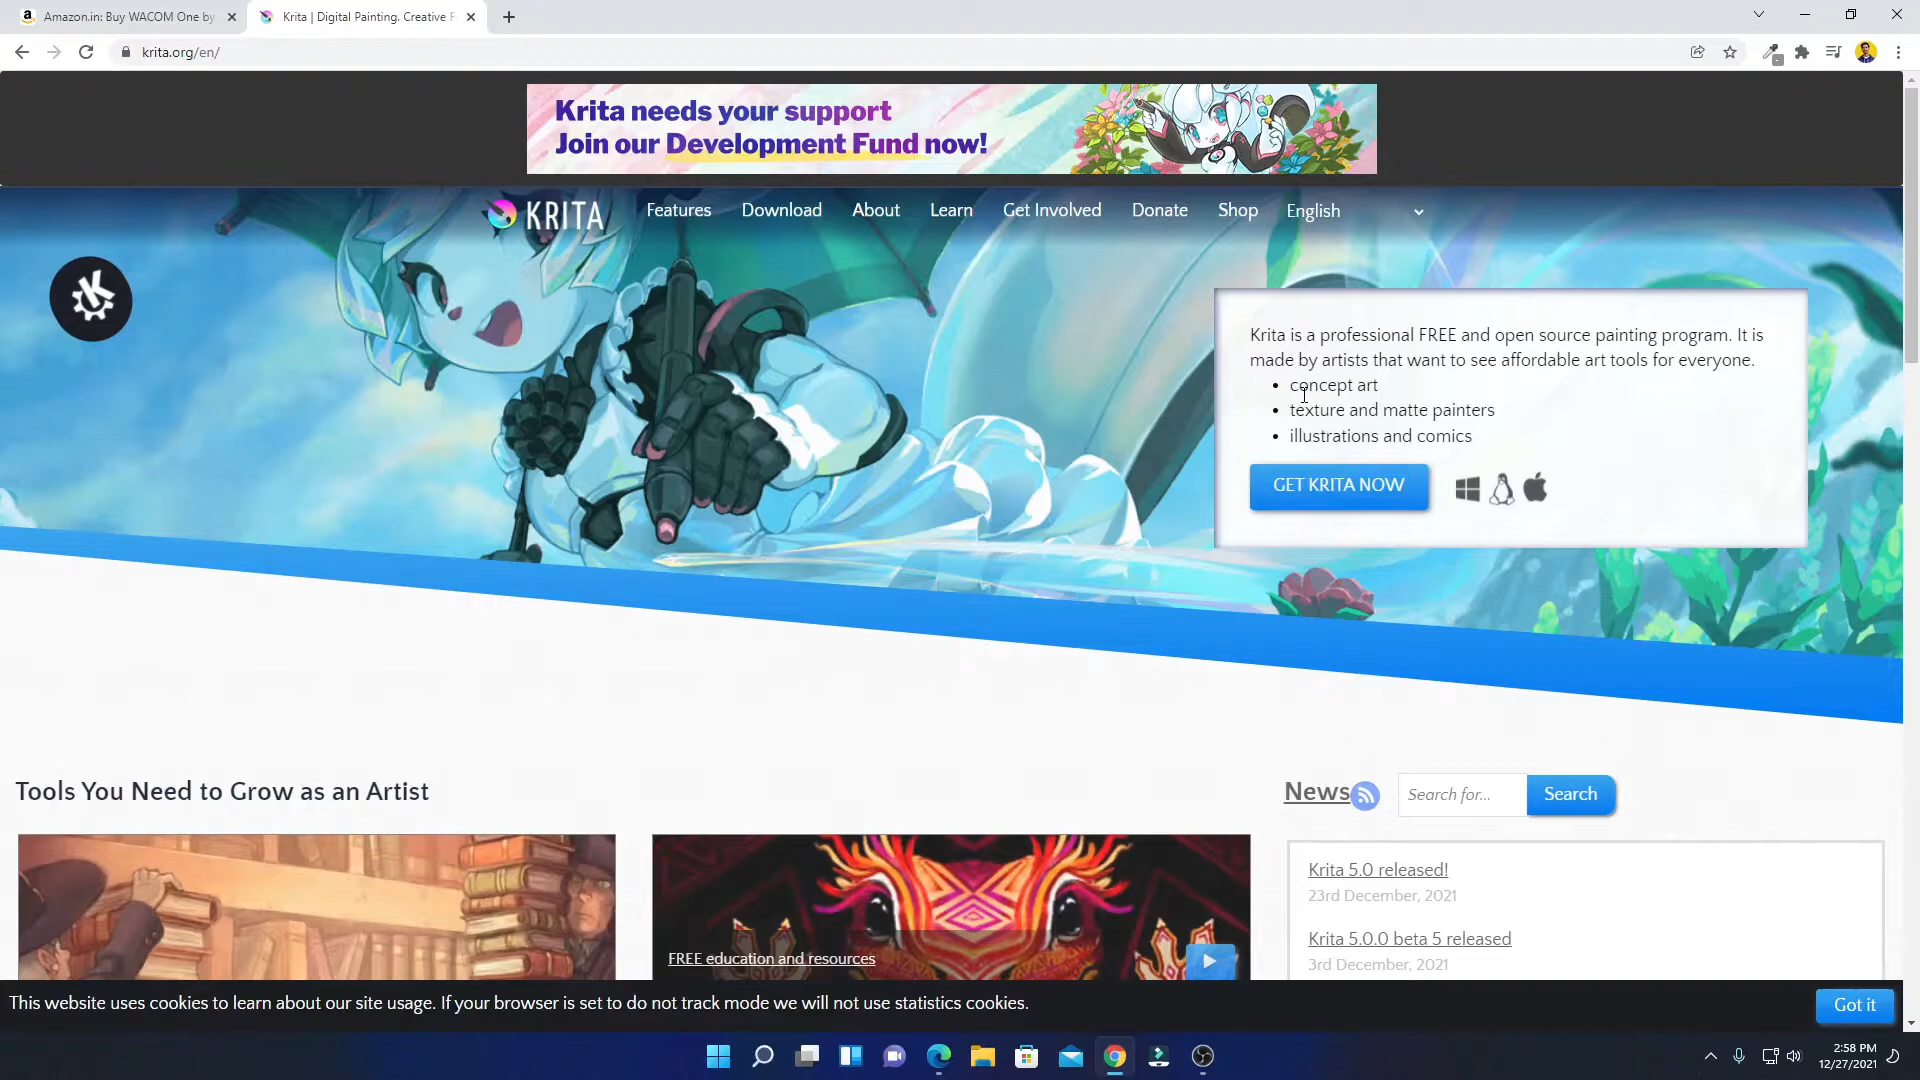 Amazon.in: Buy WACOM One by
Krita | Digital Painting. Creative F
krita.org/en/
Krita needs your support
Join our Development Fund now!
KRITA
Features
Download
About
Learn
Get Involved
Donate
Shop
English
Krita is a professional FREE and open source painting program. It is
made by artists that want to see affordable art tools for everyone.
concept art
texture and matte painters
illustrations and comics
GET KRITA NOW
Tools You Need to Grow as an Artist
News
Search for...
Search
Krita 5.0 released!
23rd December, 2021
Krita 5.0.0 beta 5 released
3rd December, 2021
FREE education and resources
This website uses cookies to learn about our site usage. If your browser is set to do not track mode we will not use statistics cookies.
Got it
2:58 PM
12/27/2021